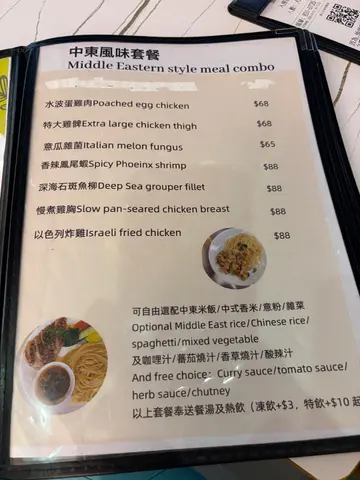 中東風味套餐
Middle Eastern style meal combo
水波蛋雞肉Poached egg chicken $68
特大雞髀Extra large chicken thigh $68
意瓜雜菌Italian melon fungus $65
香辣鳳尾蝦Spicy Phoeinx shrimp $88
深海石斑魚柳Deep Sea grouper fillet $88
慢煮雞胸Slow pan-seared chicken breast $88
以色列炸雞Israeli fried chicken $88
可自由選配中東米飯/中式香米/意粉/雜菜
Optional Middle East rice/Chinese rice/
spaghetti/mixed vegetable
及咖哩汁/蕃茄燒汁/香草燒汁/酸辣汁
And free choice：Curry sauce/tomato sauce/
herb sauce/chutney
以上套餐奉送餐湯及熱飲（凍飲+$3，特飲+$10 起